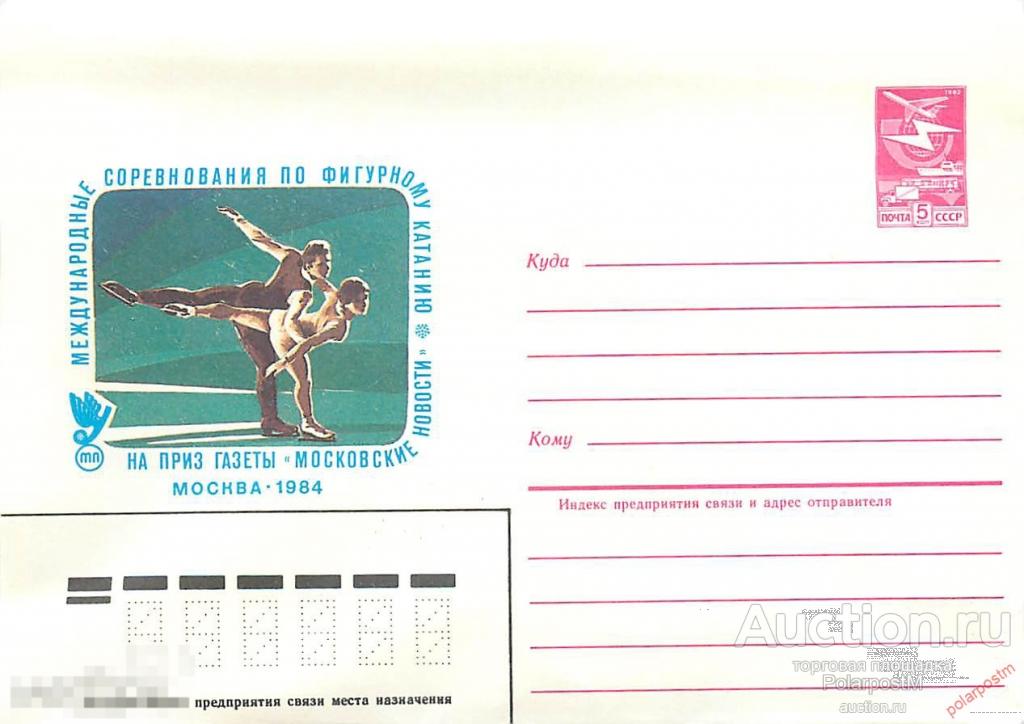 1982
ПОЧТА 5 КОП СССР
МЕЖДУНАРОДНЫЕ СОРЕВНОВАНИЯ ПО ФИГУРНОМУ КАТАНИЮ
НА ПРИЗ ГАЗЕТЫ «МОСКОВСКИЕ НОВОСТИ»
МОСКВА · 1984
мп
Куда
Кому
Индекс предприятия связи и адрес отправителя
предприятия связи места назначения
Auction.ru
торговая площадка
PolarpostM
auction.ru
polarpostm